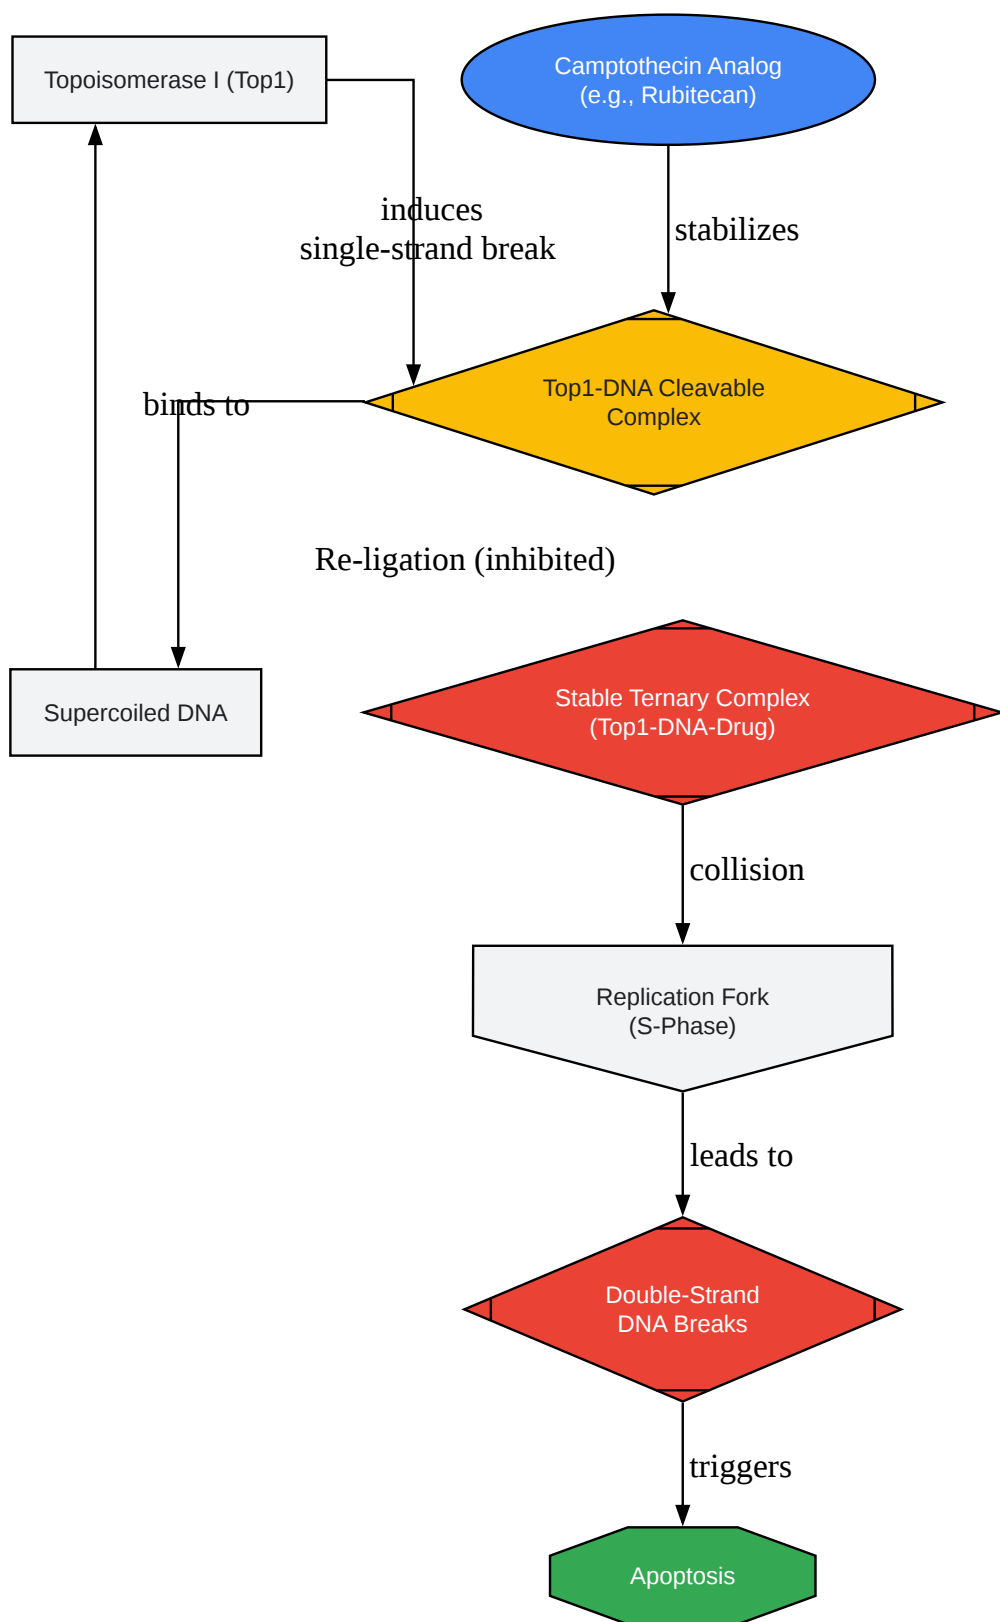 Topoisomerase I (Top1)
Camptothecin Analog
(e.g., Rubitecan)
induces
single-strand break
stabilizes
Top1-DNA Cleavable
Complex
binds to
Re-ligation (inhibited)
Supercoiled DNA
Stable Ternary Complex
(Top1-DNA-Drug)
collision
Replication Fork
(S-Phase)
leads to
Double-Strand
DNA Breaks
triggers
Apoptosis